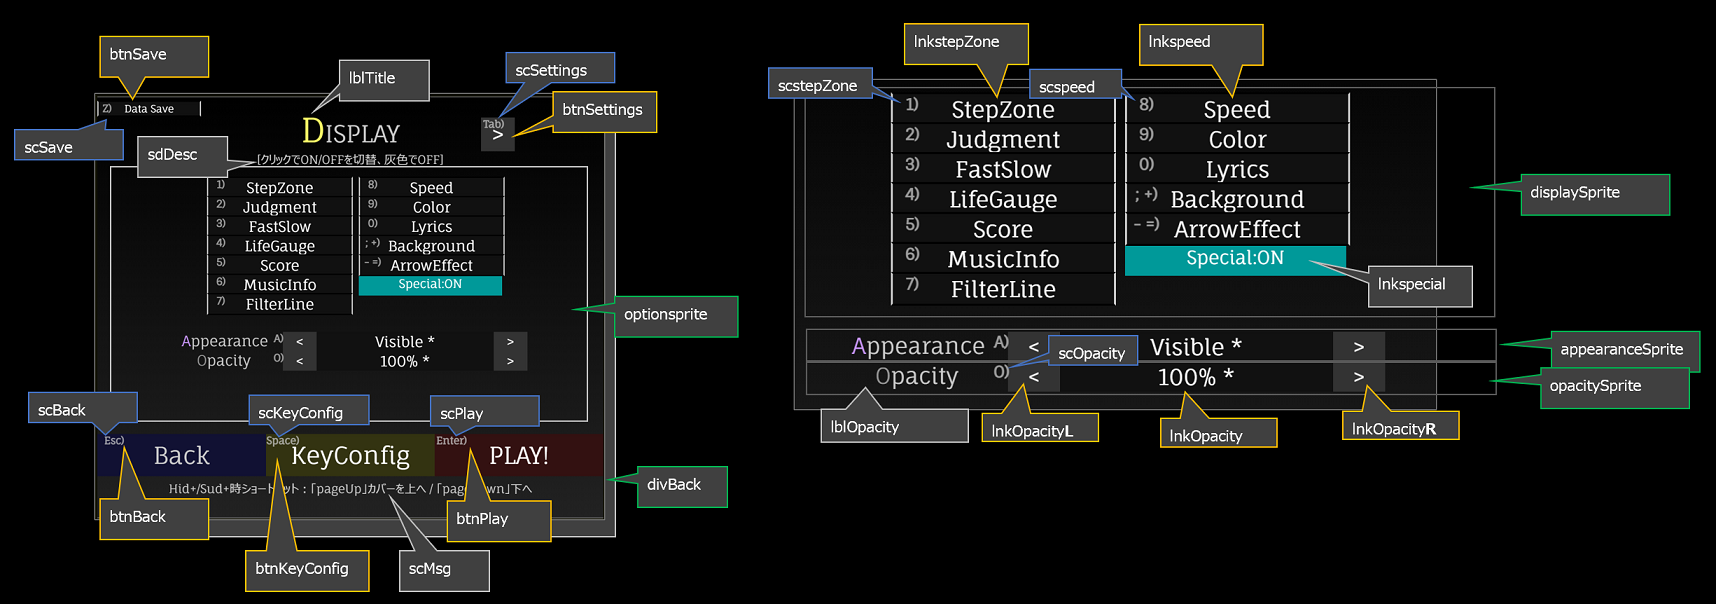 btnSave
lblTitle
scSettings
btnSettings
Z) Data Save
Tab)
>
scSave
DISPLAY
sdDesc
[クリックでON/OFFを切替、灰色でOFF]
1) StepZone
2) Judgment
3) FastSlow
4) LifeGauge
5) Score
6) MusicInfo
7) FilterLine
8) Speed
9) Color
0) Lyrics
; +) Background
- =) ArrowEffect
Special:ON
optionsprite
Appearance A) < Visible * >
Opacity O) < 100% * >
scBack
scKeyConfig
scPlay
Esc) Back
Space) KeyConfig
Enter) PLAY!
divBack
Hid+/Sud+時ショートカット：「pageUp」カバーを上へ / 「pageDown」下へ
btnBack
btnPlay
btnKeyConfig
scMsg
lnkstepZone
lnkspeed
scstepZone
scspeed
1) StepZone
2) Judgment
3) FastSlow
4) LifeGauge
5) Score
6) MusicInfo
7) FilterLine
8) Speed
9) Color
0) Lyrics
; +) Background
- =) ArrowEffect
Special:ON
displaySprite
lnkspecial
Appearance A) < Visible * >
appearanceSprite
scOpacity
Opacity O) < 100% * >
opacitySprite
lblOpacity
lnkOpacityL
lnkOpacity
lnkOpacityR